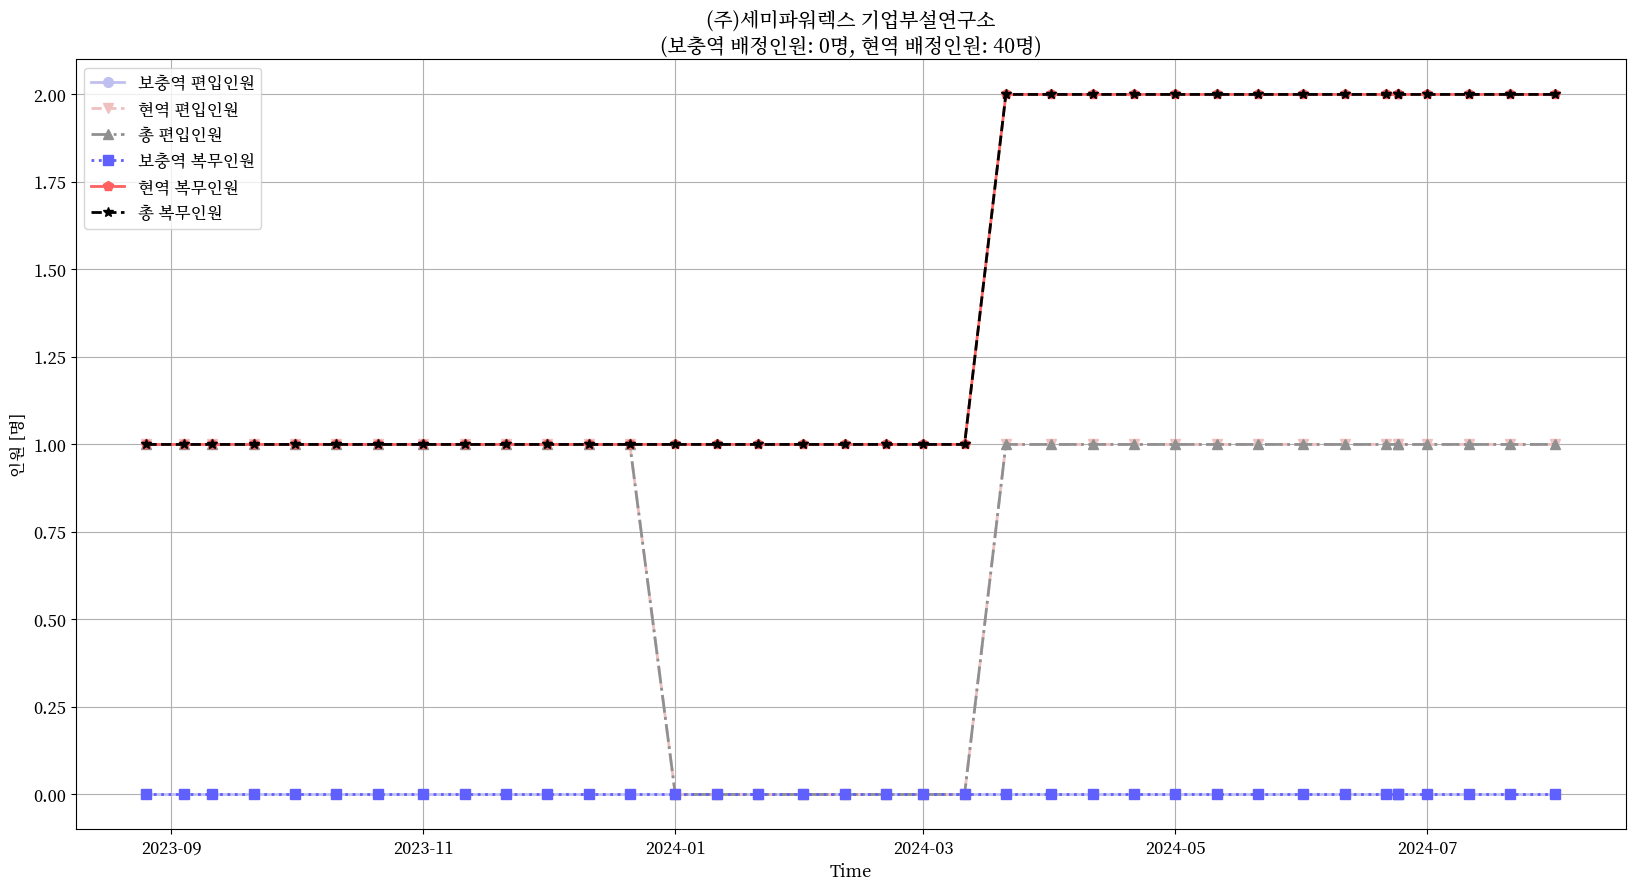 (주)세미파워렉스 기업부설연구소
(보충역 배정인원: 0명, 현역 배정인원: 40명)
보충역 편입인원
현역 편입인원
총 편입인원
보충역 복무인원
현역 복무인원
총 복무인원
2.00
1.75
1.50
1.25
1.00
0.75
0.50
0.25
0.00
인원 [명]
2023-09
2023-11
2024-01
2024-03
2024-05
2024-07
Time